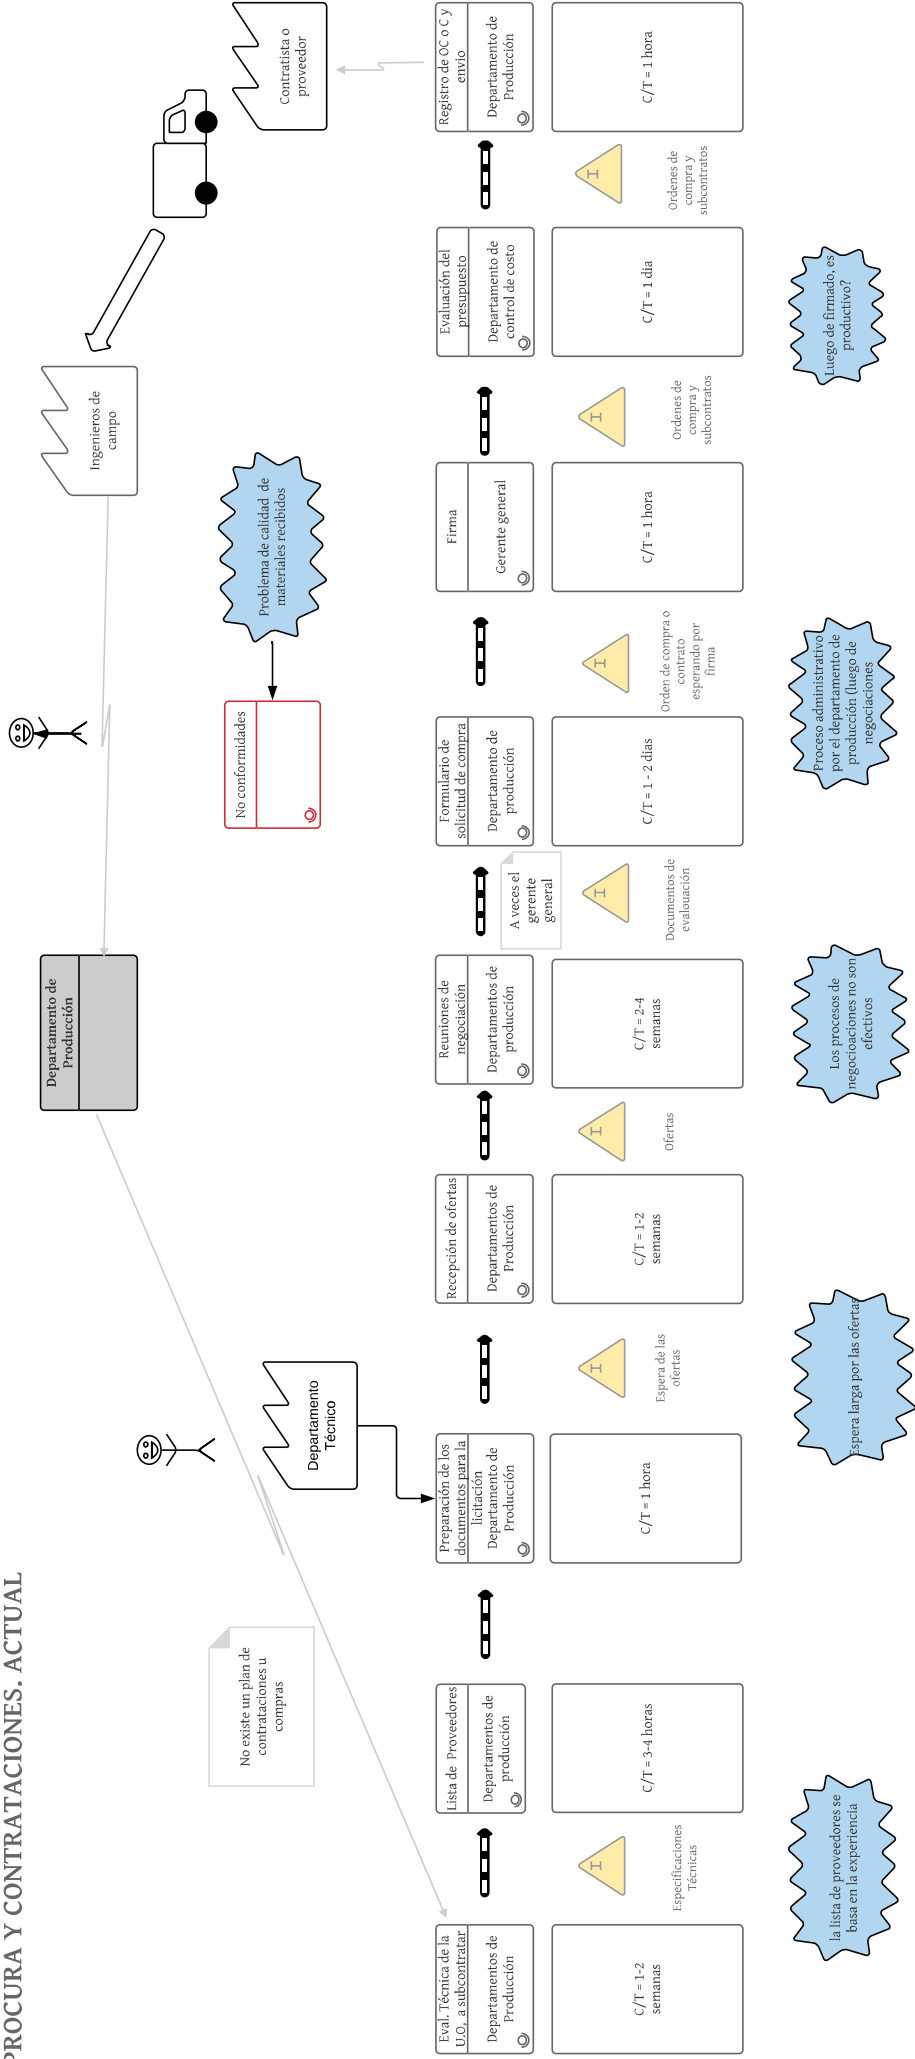 PROCURA Y CONTRATACIONES. ACTUAL
Departamento de
Producción
Ingenieros de
campo
Contratista o
proveedor
No existe un plan de
contrataciones u
compras
Departamento
Técnico
No conformidades
Problema de calidad de
materiales recibidos
Eval. Técnica de la
U.O, a subcontratar
Departamentos de
Producción
Lista de Proveedores
Departamentos de
producción
Preparación de los
documentos para la
licitación
Departamento de
Producción
Recepción de ofertas
Departamentos de
Producción
Reuniones de
negociación
Departamentos de
producción
A veces el
gerente
general
Formulario de
solicitud de compra
Departamento de
producción
Firma
Gerente general
Evaluación del
presupuesto
Departamento de
control de costo
Registro de OC o C y
envio
Departamento de
Producción
C/T = 1-2
semanas
I
Especificaciones
Técnicas
C/T = 3-4 horas
C/T = 1 hora
I
Espera de las
ofertas
C/T = 1-2
semanas
I
Ofertas
C/T = 2-4
semanas
I
Documentos de
evalouación
C/T = 1 - 2 dias
I
Orden de compra o
contrato
esperando por
firma
C/T = 1 hora
I
Ordenes de
compra y
subcontratos
C/T = 1 dia
I
Ordenes de
compra y
subcontratos
C/T = 1 hora
la lista de proveedores se
basa en la experiencia
Espera larga por las ofertas
Los procesos de
negocioaciones no son
efectivos
Proceso administrativo
por el departamento de
producción (luego de
negociaciones
Luego de firmado, es
productivo?